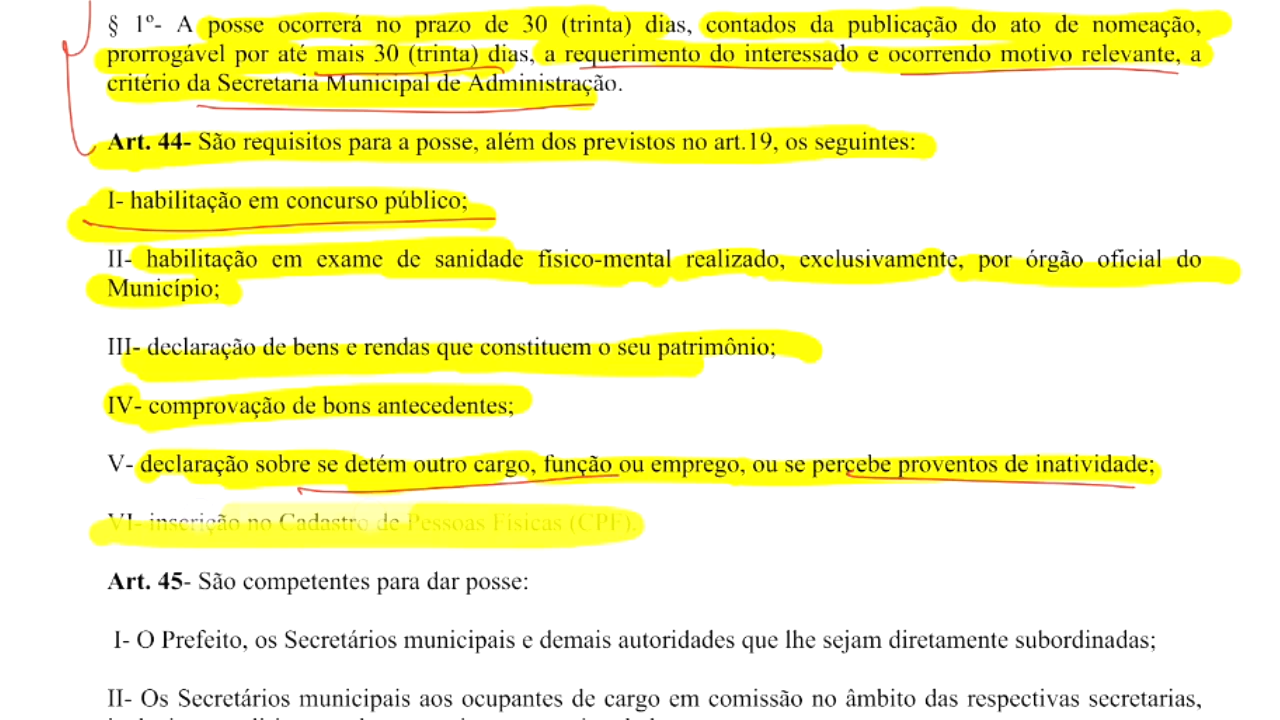 § 1º- A posse ocorrerá no prazo de 30 (trinta) dias, contados da publicação do ato de nomeação,
prorrogável por até mais 30 (trinta) dias, a requerimento do interessado e ocorrendo motivo relevante, a
critério da Secretaria Municipal de Administração.
Art. 44- São requisitos para a posse, além dos previstos no art.19, os seguintes:
I- habilitação em concurso público;
II- habilitação em exame de sanidade físico-mental realizado, exclusivamente, por órgão oficial do
Município;
III- declaração de bens e rendas que constituem o seu patrimônio;
IV- comprovação de bons antecedentes;
V- declaração sobre se detém outro cargo, função ou emprego, ou se percebe proventos de inatividade;
VI- inscrição no Cadastro de Pessoas Físicas (CPF).
Art. 45- São competentes para dar posse:
I- O Prefeito, os Secretários municipais e demais autoridades que lhe sejam diretamente subordinadas;
II- Os Secretários municipais aos ocupantes de cargo em comissão no âmbito das respectivas secretarias,